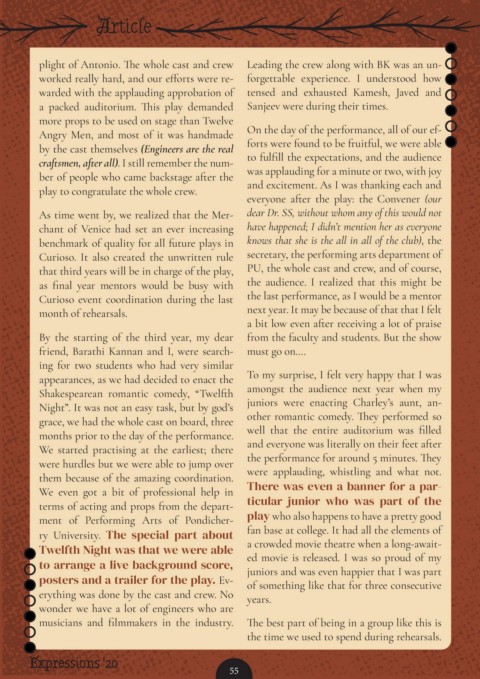 Article
plight of Antonio. The whole cast and crew
worked really hard, and our efforts were re-
warded with the applauding approbation of
a packed auditorium. This play demanded
more props to be used on stage than Twelve
Angry Men, and most of it was handmade
by the cast themselves (Engineers are the real
craftsmen, after all). I still remember the num-
ber of people who came backstage after the
play to congratulate the whole crew.
As time went by, we realized that the Mer-
chant of Venice had set an ever increasing
benchmark of quality for all future plays in
Curioso. It also created the unwritten rule
that third years will be in charge of the play,
as final year mentors would be busy with
Curioso event coordination during the last
month of rehearsals.
By the starting of the third year, my dear
friend, Barathi Kannan and I, were search-
ing for two students who had very similar
appearances, as we had decided to enact the
Shakespearean romantic comedy, “Twelfth
Night”. It was not an easy task, but by god’s
grace, we had the whole cast on board, three
months prior to the day of the performance.
We started practising at the earliest; there
were hurdles but we were able to jump over
them because of the amazing coordination.
We even got a bit of professional help in
terms of acting and props from the depart-
ment of Performing Arts of Pondicher-
ry University. The special part about
Twelfth Night was that we were able
to arrange a live background score,
posters and a trailer for the play. Ev-
erything was done by the cast and crew. No
wonder we have a lot of engineers who are
musicians and filmmakers in the industry.
Leading the crew along with BK was an un-
forgettable experience. I understood how
tensed and exhausted Kamesh, Javed and
Sanjeev were during their times.
On the day of the performance, all of our ef-
forts were found to be fruitful, we were able
to fulfill the expectations, and the audience
was applauding for a minute or two, with joy
and excitement. As I was thanking each and
everyone after the play: the Convener (our
dear Dr. SS, without whom any of this would not
have happened; I didn’t mention her as everyone
knows that she is the all in all of the club), the
secretary, the performing arts department of
PU, the whole cast and crew, and of course,
the audience. I realized that this might be
the last performance, as I would be a mentor
next year. It may be because of that that I felt
a bit low even after receiving a lot of praise
from the faculty and students. But the show
must go on....
To my surprise, I felt very happy that I was
amongst the audience next year when my
juniors were enacting Charley’s aunt, an-
other romantic comedy. They performed so
well that the entire auditorium was filled
and everyone was literally on their feet after
the performance for around 5 minutes. They
were applauding, whistling and what not.
There was even a banner for a par-
ticular junior who was part of the
play who also happens to have a pretty good
fan base at college. It had all the elements of
a crowded movie theatre when a long-await-
ed movie is released. I was so proud of my
juniors and was even happier that I was part
of something like that for three consecutive
years.
The best part of being in a group like this is
the time we used to spend during rehearsals.
Expressions '20
55